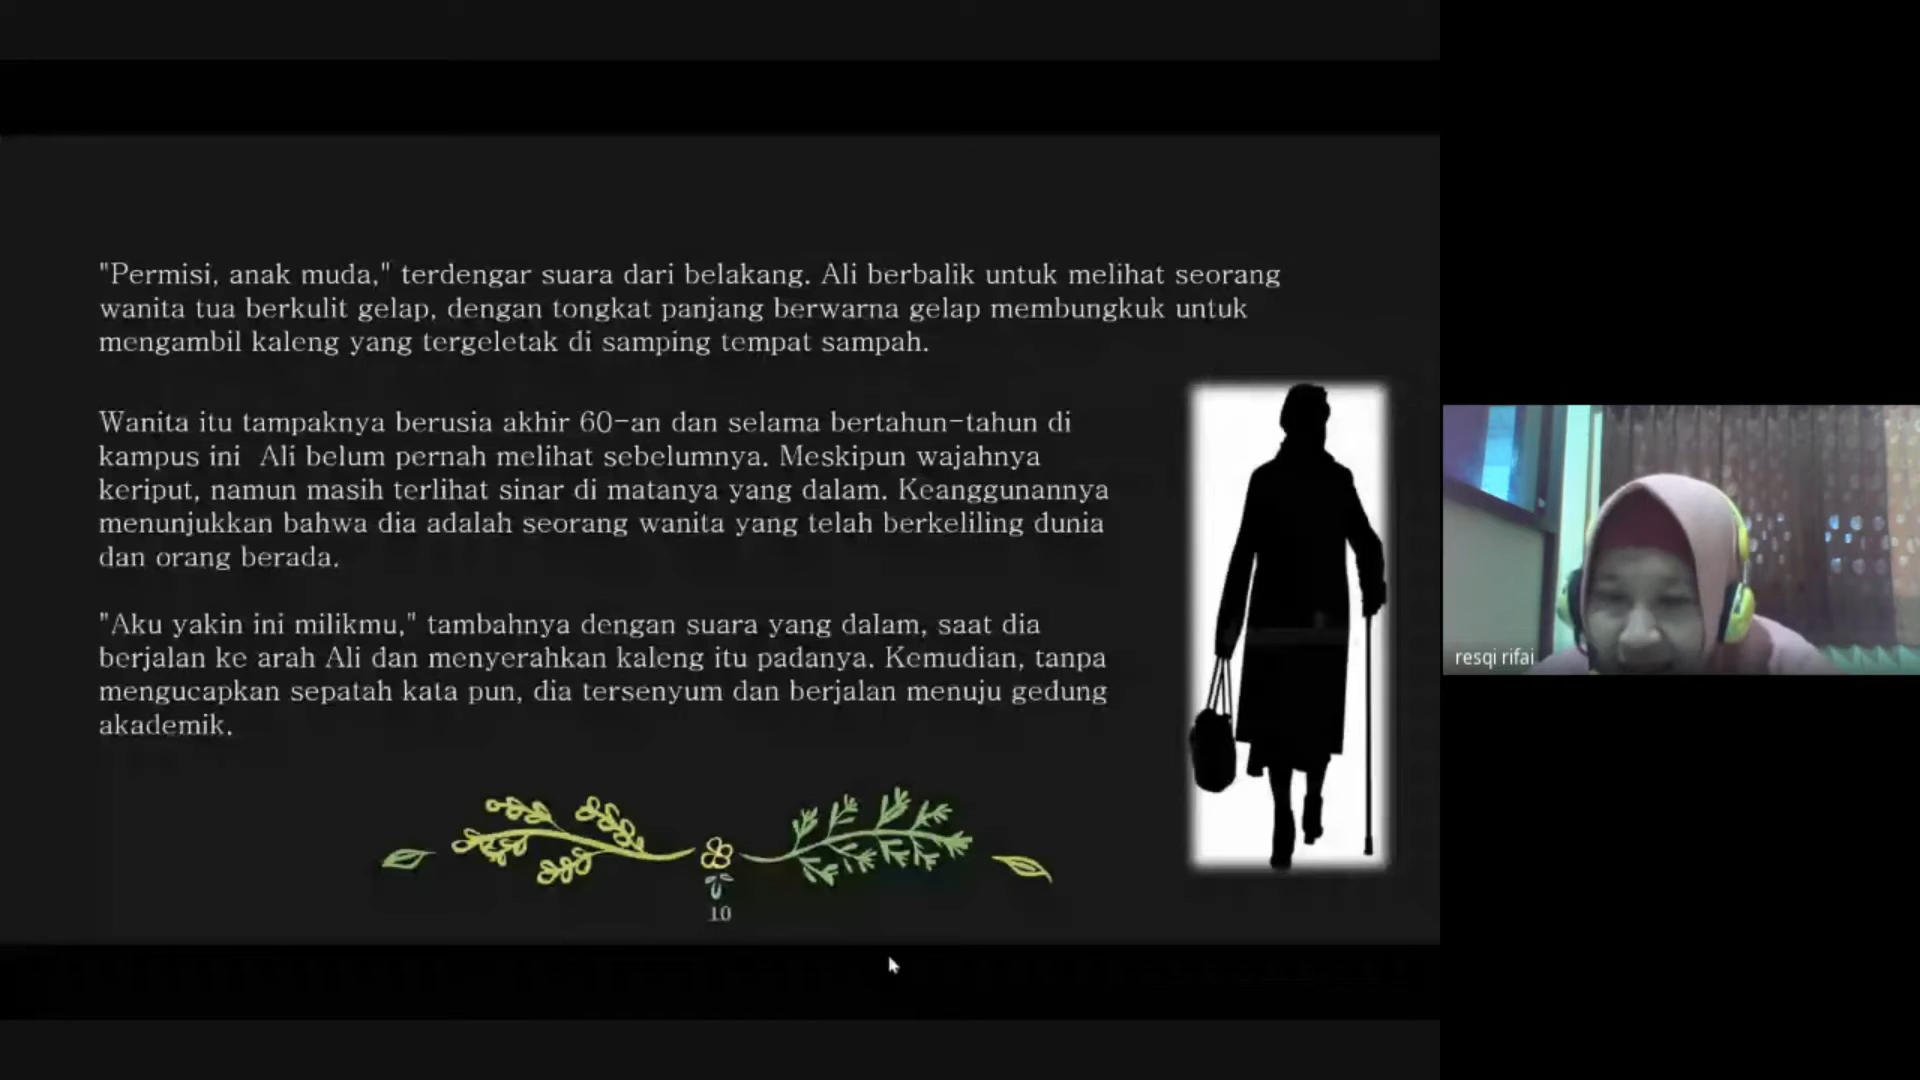 "Permisi, anak muda," terdengar suara dari belakang. Ali berbalik untuk melihat seorang
wanita tua berkulit gelap, dengan tongkat panjang berwarna gelap membungkuk untuk
mengambil kaleng yang tergeletak di samping tempat sampah.
Wanita itu tampaknya berusia akhir 60-an dan selama bertahun-tahun di
kampus ini  Ali belum pernah melihat sebelumnya. Meskipun wajahnya
keriput, namun masih terlihat sinar di matanya yang dalam. Keanggunannya
menunjukkan bahwa dia adalah seorang wanita yang telah berkeliling dunia
dan orang berada.
"Aku yakin ini milikmu," tambahnya dengan suara yang dalam, saat dia
berjalan ke arah Ali dan menyerahkan kaleng itu padanya. Kemudian, tanpa
mengucapkan sepatah kata pun, dia tersenyum dan berjalan menuju gedung
akademik.
10
resqi rifai